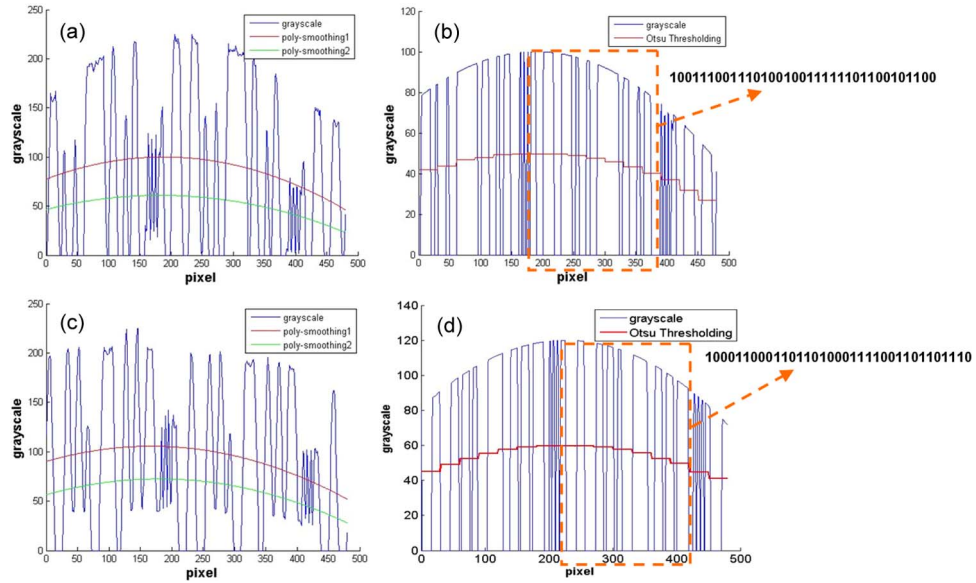 (a)
grayscale
poly-smoothing1
poly-smoothing2
250
200
150
100
50
0
0 50 100 150 200 250 300 350 400 450 500
grayscale
pixel
(b)
grayscale
Otsu Thresholding
120
100
80
60
40
20
0
0 50 100 150 200 250 300 350 400 450 500
grayscale
pixel
100111100111010010011111101100101100
(c)
grayscale
poly-smoothing1
poly-smoothing2
250
200
150
100
50
0
0 50 100 150 200 250 300 350 400 450 500
grayscale
pixel
(d)
grayscale
Otsu Thresholding
140
120
100
80
60
40
20
0
0 100 200 300 400 500
grayscale
pixel
10001100011011010001111001101101110